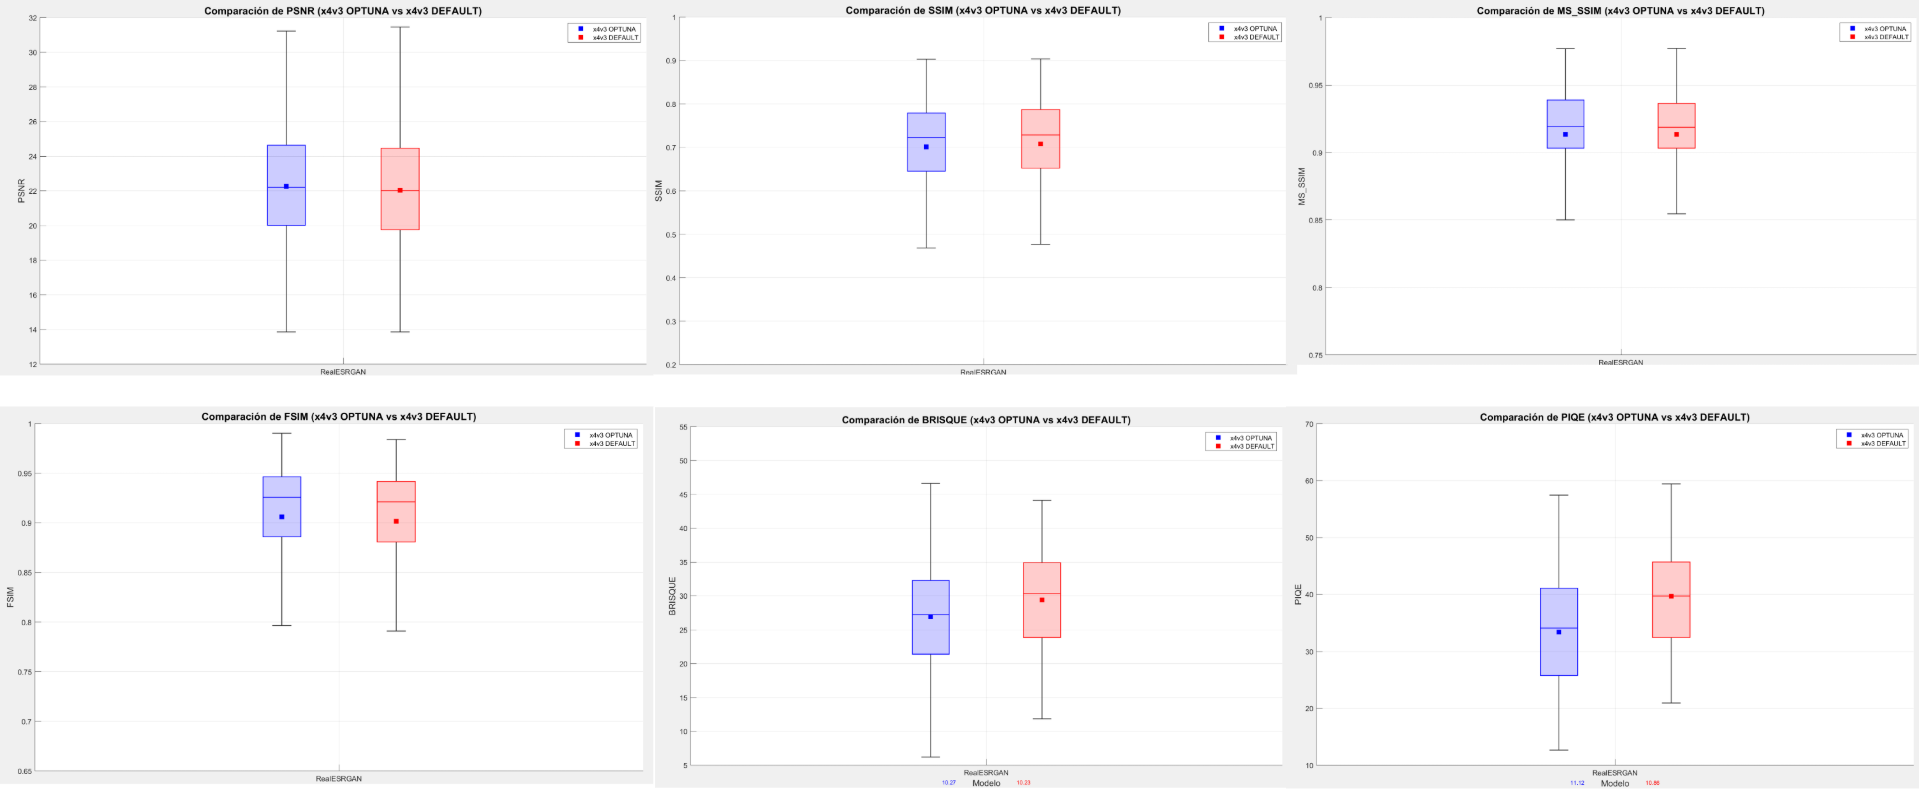 Comparación de PSNR (x4v3 OPTUNA vs x4v3 DEFAULT)
x4v3 OPTUNA
x4v3 DEFAULT
32
30
28
26
24
22
20
18
16
14
12
PSNR
RealESRGAN
Comparación de SSIM (x4v3 OPTUNA vs x4v3 DEFAULT)
x4v3 OPTUNA
x4v3 DEFAULT
1
0.9
0.8
0.7
0.6
0.5
0.4
0.3
0.2
SSIM
RealESRGAN
Comparación de MS_SSIM (x4v3 OPTUNA vs x4v3 DEFAULT)
x4v3 OPTUNA
x4v3 DEFAULT
1
0.95
0.9
0.85
0.8
0.75
MS_SSIM
RealESRGAN
Comparación de FSIM (x4v3 OPTUNA vs x4v3 DEFAULT)
x4v3 OPTUNA
x4v3 DEFAULT
1
0.95
0.9
0.85
0.8
0.75
0.7
0.65
FSIM
RealESRGAN
Comparación de BRISQUE (x4v3 OPTUNA vs x4v3 DEFAULT)
x4v3 OPTUNA
x4v3 DEFAULT
55
50
45
40
35
30
25
20
15
10
5
BRISQUE
RealESRGAN
10.27 Modelo 10.23
Comparación de PIQE (x4v3 OPTUNA vs x4v3 DEFAULT)
x4v3 OPTUNA
x4v3 DEFAULT
70
60
50
40
30
20
10
PIQE
RealESRGAN
11.12 Modelo 10.86